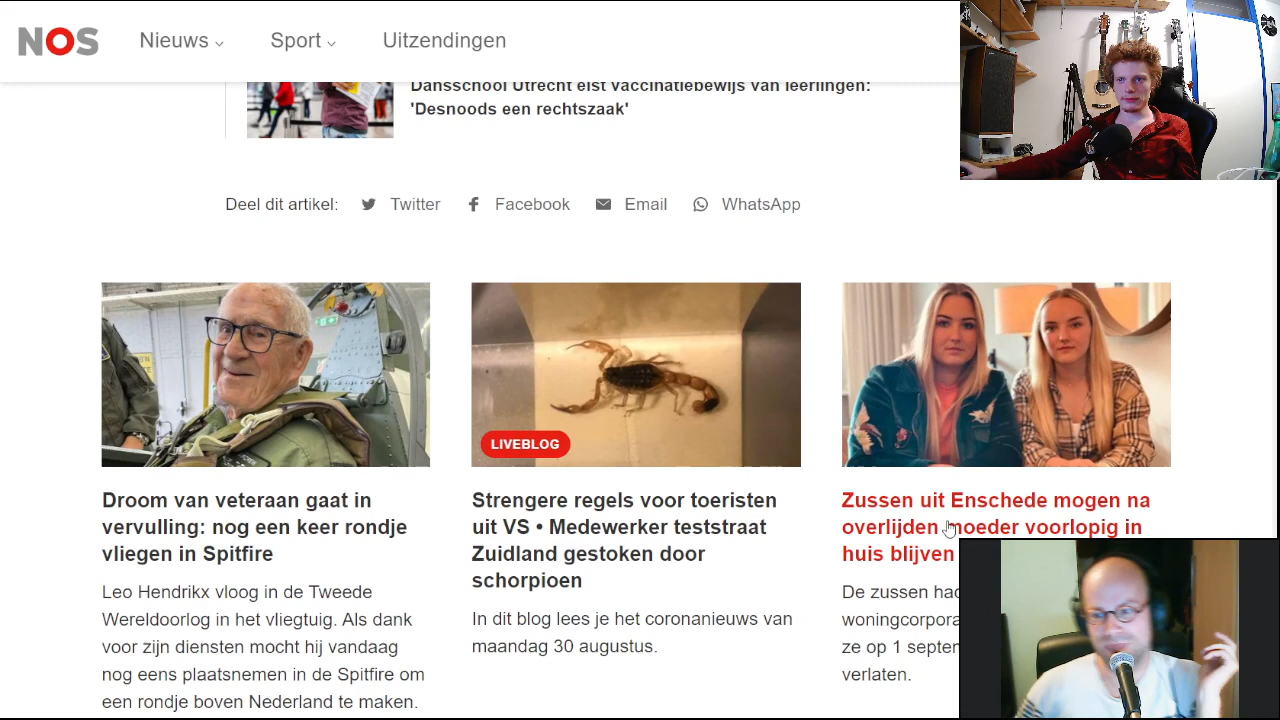 NOS
Nieuws
Sport
Uitzendingen
Dansschool Utrecht eist vaccinatiebewijs van leerlingen:
'Desnoods een rechtszaak'
Deel dit artikel:
Twitter
Facebook
Email
WhatsApp
Droom van veteraan gaat in
vervulling: nog een keer rondje
vliegen in Spitfire
Leo Hendrikx vloog in de Tweede
Wereldoorlog in het vliegtuig. Als dank
voor zijn diensten mocht hij vandaag
nog eens plaatsnemen in de Spitfire om
een rondje boven Nederland te maken.
LIVEBLOG
Strengere regels voor toeristen
uit VS • Medewerker teststraat
Zuidland gestoken door
schorpioen
In dit blog lees je het coronanieuws van
maandag 30 augustus.
Zussen uit Enschede mogen na
overlijden moeder voorlopig in
huis blijven
De zussen had
woningcorpora
ze op 1 septem
verlaten.